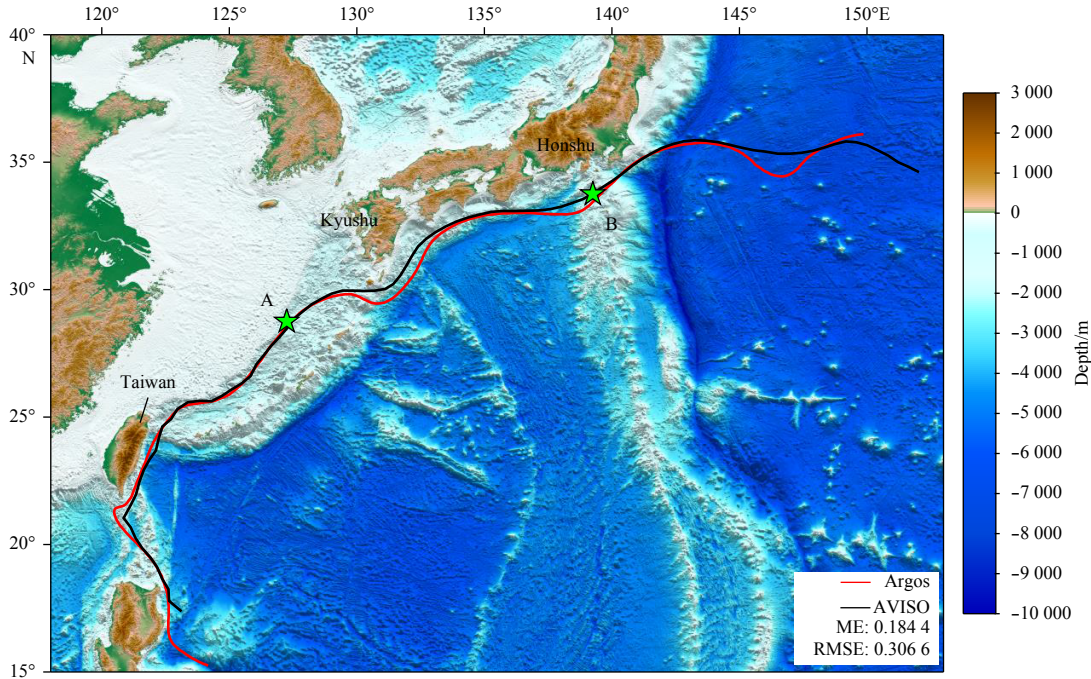 120° 125° 130° 135° 140° 145° 150°E
40°
N
35°
30°
25°
20°
15°
Honshu
Kyushu
B
A
Taiwan
Argos
AVISO
ME: 0.184 4
RMSE: 0.306 6
3 000
2 000
1 000
0
−1 000
−2 000
−3 000
−4 000
−5 000
−6 000
−7 000
−8 000
−9 000
−10 000
Depth/m